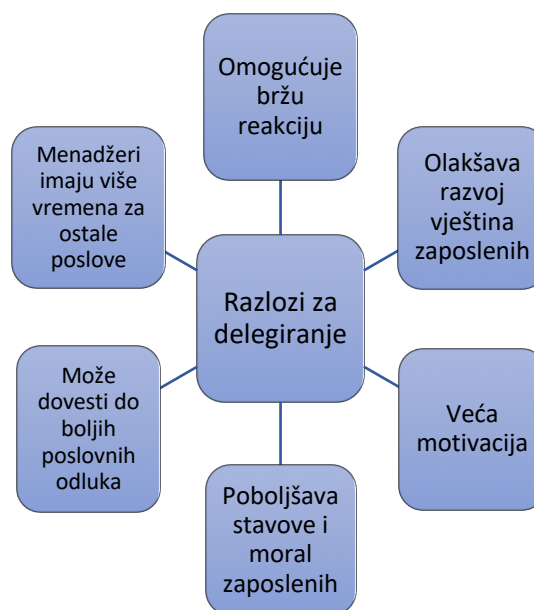 Omogućuje
bržu
reakciju
Menadžeri
imaju više
vremena za
ostale
poslove
Olakšava
razvoj
vještina
zaposlenih
Razlozi za
delegiranje
Može
dovesti do
boljih
poslovnih
odluka
Veća
motivacija
Poboljšava
stavove i
moral
zaposlenih